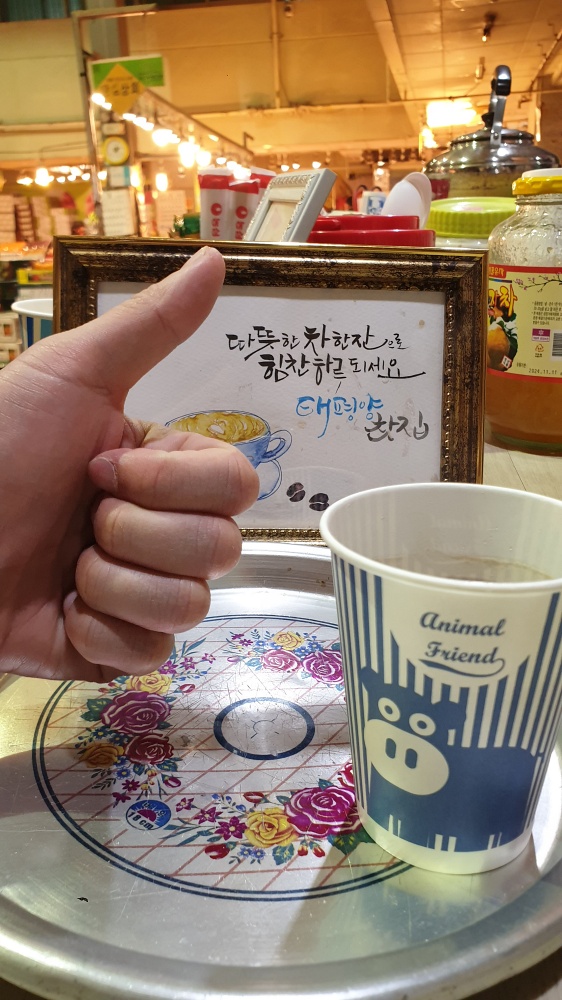 따뜻한 차 한잔으로
힘찬 하루 되세요
태평양
찻집
Animal
Friend
38cm